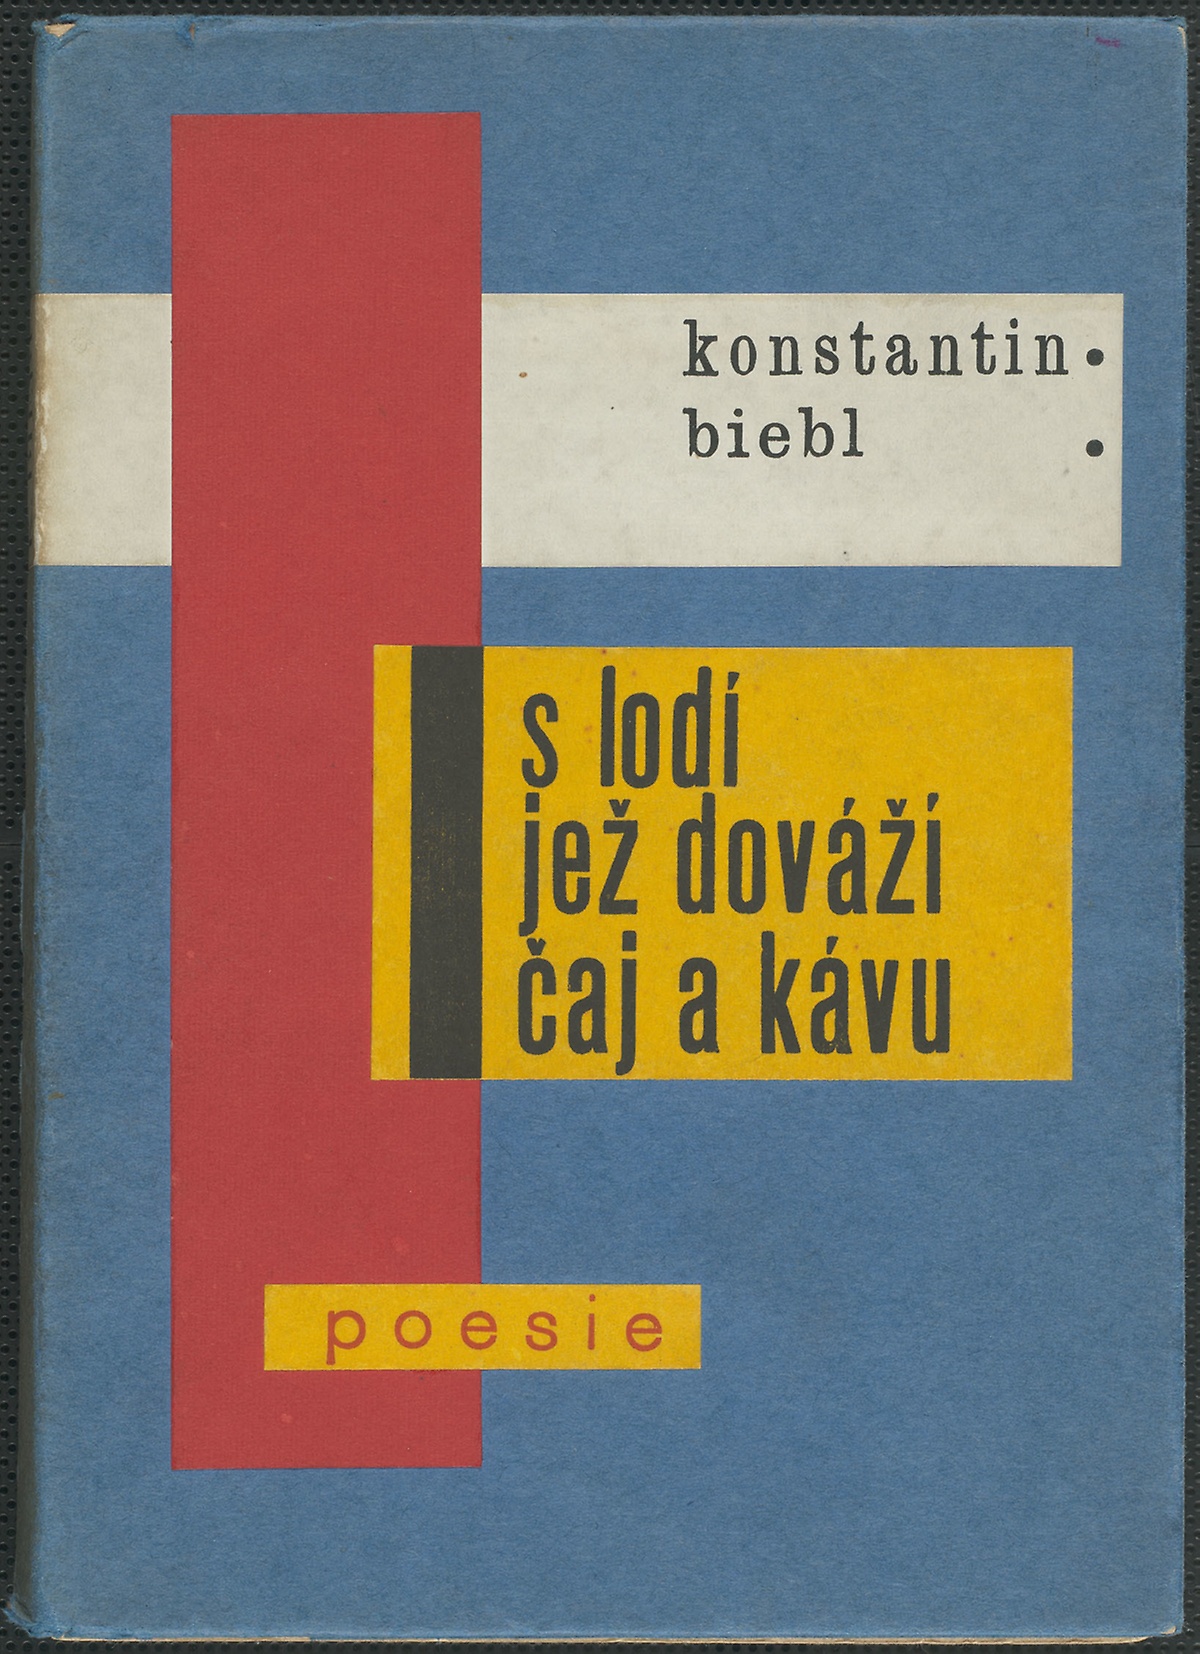 konstantin •
biebl •
s lodí
jež dováží
čaj a kávu
poesie